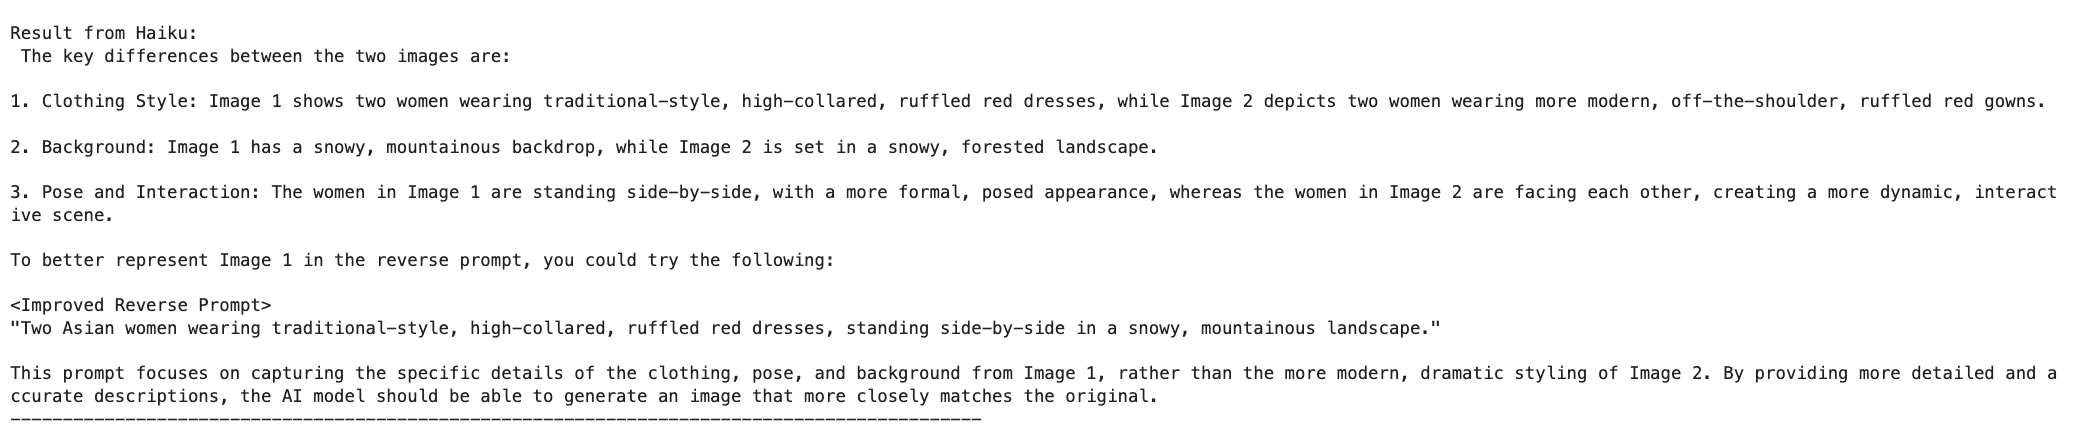 Result from Haiku:
The key differences between the two images are:
1. Clothing Style: Image 1 shows two women wearing traditional-style, high-collared, ruffled red dresses, while Image 2 depicts two women wearing more modern, off-the-shoulder, ruffled red gowns.
2. Background: Image 1 has a snowy, mountainous backdrop, while Image 2 is set in a snowy, forested landscape.
3. Pose and Interaction: The women in Image 1 are standing side-by-side, with a more formal, posed appearance, whereas the women in Image 2 are facing each other, creating a more dynamic, interact
ive scene.
To better represent Image 1 in the reverse prompt, you could try the following:
<Improved Reverse Prompt>
"Two Asian women wearing traditional-style, high-collared, ruffled red dresses, standing side-by-side in a snowy, mountainous landscape."
This prompt focuses on capturing the specific details of the clothing, pose, and background from Image 1, rather than the more modern, dramatic styling of Image 2. By providing more detailed and a
ccurate descriptions, the AI model should be able to generate an image that more closely matches the original.
----------------------------------------------------------------------------------------------